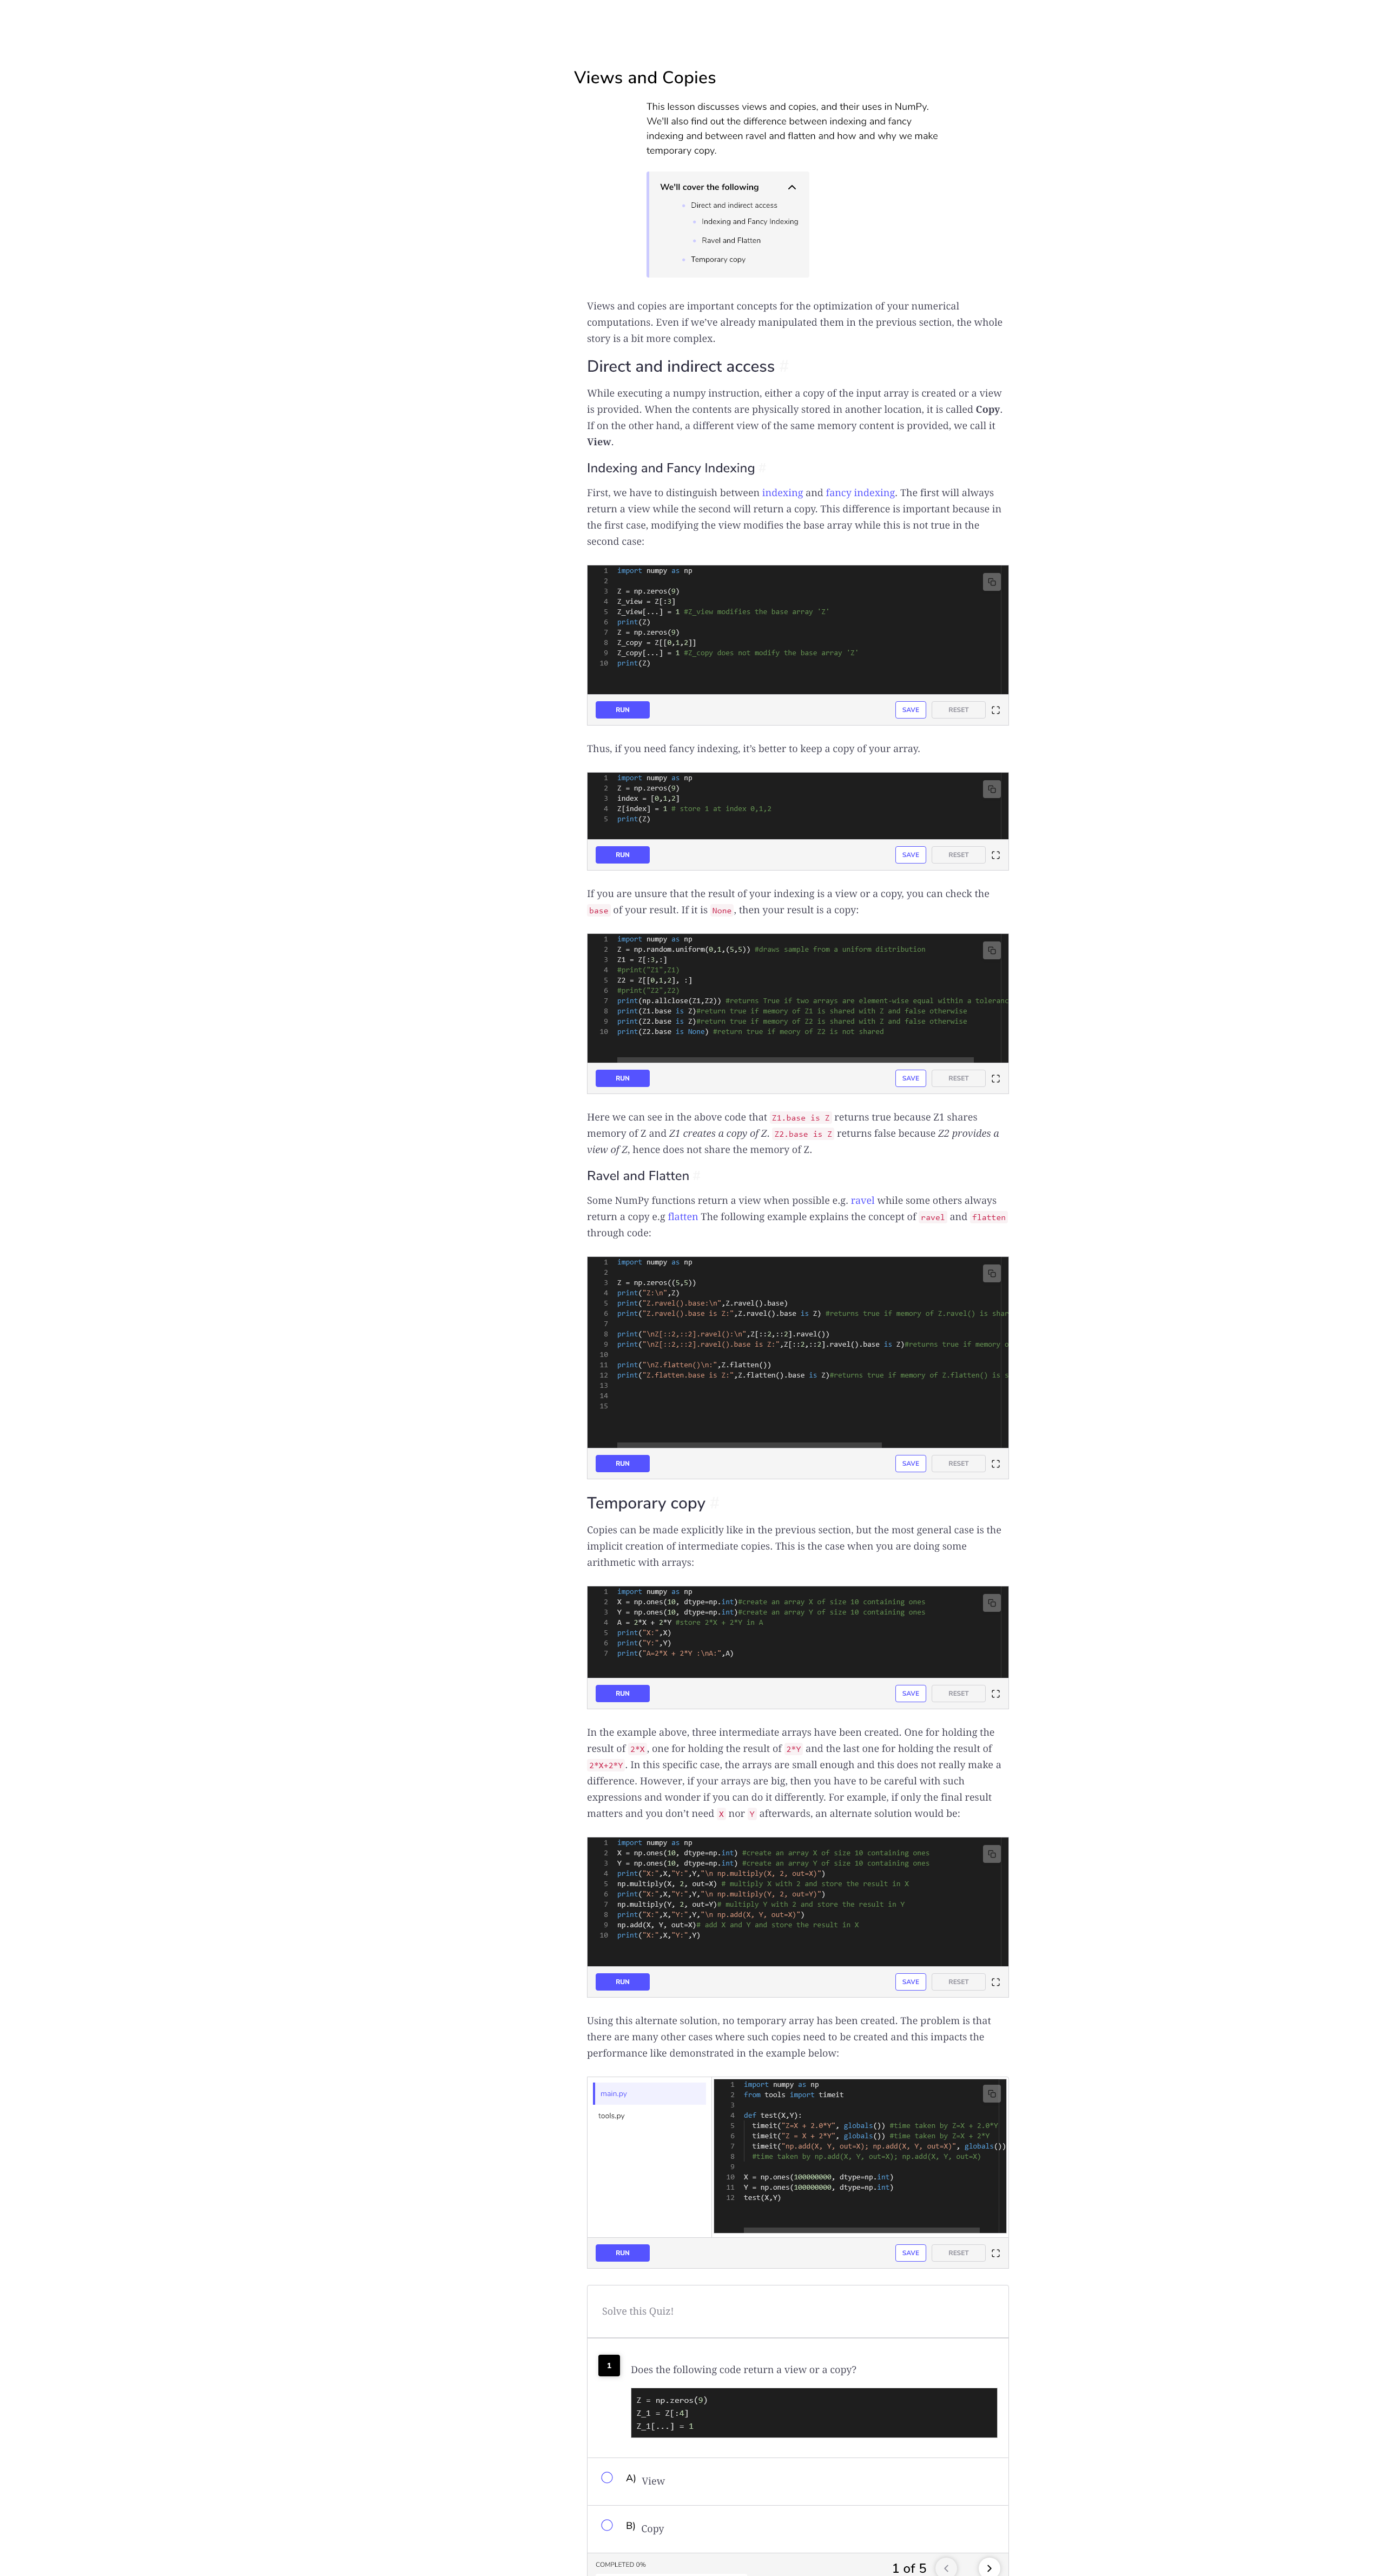 Views and Copies
This lesson discusses views and copies, and their uses in NumPy.
We'll also find out the difference between indexing and fancy
indexing and between ravel and flatten and how and why we make
temporary copy.
We'll cover the following
Direct and indirect access
Indexing and Fancy Indexing
Ravel and Flatten
Temporary copy
Views and copies are important concepts for the optimization of your numerical
computations. Even if we've already manipulated them in the previous section, the whole
story is a bit more complex.
Direct and indirect access #
While executing a numpy instruction, either a copy of the input array is created or a view
is provided. When the contents are physically stored in another location, it is called Copy.
If on the other hand, a different view of the same memory content is provided, we call it
View.
Indexing and Fancy Indexing #
First, we have to distinguish between indexing and fancy indexing. The first will always
return a view while the second will return a copy. This difference is important because in
the first case, modifying the view modifies the base array while this is not true in the
second case:
1 import numpy as np
2
3 Z = np.zeros(9)
4 Z_view = Z[:3]
5 Z_view[...] = 1 #Z_view modifies the base array 'Z'
6 print(Z)
7 Z = np.zeros(9)
8 Z_copy = Z[[0,1,2]]
9 Z_copy[...] = 1 #Z_copy does not modify the base array 'Z'
10 print(Z)
RUN SAVE RESET
Thus, if you need fancy indexing, it's better to keep a copy of your array.
1 import numpy as np
2 Z = np.zeros(9)
3 index = [0,1,2]
4 Z[index] = 1 # store 1 at index 0,1,2
5 print(Z)
RUN SAVE RESET
If you are unsure that the result of your indexing is a view or a copy, you can check the
base of your result. If it is None, then your result is a copy:
1 import numpy as np
2 Z = np.random.uniform(0,1,(5,5)) #draws sample from a uniform distribution
3 Z1 = Z[:3,:]
4 #print("Z1",Z1)
5 Z2 = Z[[0,1,2], :]
6 #print("Z2",Z2)
7 print(np.allclose(Z1,Z2)) #returns True if two arrays are element-wise equal within a toleranc
8 print(Z1.base is Z)#return true if memory of Z1 is shared with Z and false otherwise
9 print(Z2.base is Z)#return true if memory of Z2 is shared with Z and false otherwise
10 print(Z2.base is None) #return true if meory of Z2 is not shared
RUN SAVE RESET
Here we can see in the above code that Z1.base is Z returns true because Z1 shares
memory of Z and Z1 creates a copy of Z. Z2.base is Z returns false because Z2 provides a
view of Z, hence does not share the memory of Z.
Ravel and Flatten #
Some NumPy functions return a view when possible e.g. ravel while some others always
return a copy e.g flatten The following example explains the concept of ravel and flatten
through code:
1 import numpy as np
2
3 Z = np.zeros((5,5))
4 print("Z:\n",Z)
5 print("Z.ravel().base:\n",Z.ravel().base)
6 print("Z.ravel().base is Z:",Z.ravel().base is Z) #returns true if memory of Z.ravel() is shar
7
8 print("\nZ[::2,::2].ravel():\n",Z[::2,::2].ravel())
9 print("\nZ[::2,::2].ravel().base is Z:",Z[::2,::2].ravel().base is Z)#returns true if memory o
10
11 print("\nZ.flatten()\n:",Z.flatten())
12 print("Z.flatten.base is Z:",Z.flatten().base is Z)#returns true if memory of Z.flatten() is s
13
14
15
RUN SAVE RESET
Temporary copy #
Copies can be made explicitly like in the previous section, but the most general case is the
implicit creation of intermediate copies. This is the case when you are doing some
arithmetic with arrays:
1 import numpy as np
2 X = np.ones(10, dtype=np.int)#create an array X of size 10 containing ones
3 Y = np.ones(10, dtype=np.int)#create an array Y of size 10 containing ones
4 A = 2*X + 2*Y #store 2*X + 2*Y in A
5 print("X:",X)
6 print("Y:",Y)
7 print("A=2*X + 2*Y :\nA:",A)
RUN SAVE RESET
In the example above, three intermediate arrays have been created. One for holding the
result of 2*X, one for holding the result of 2*Y and the last one for holding the result of
2*X+2*Y. In this specific case, the arrays are small enough and this does not really make a
difference. However, if your arrays are big, then you have to be careful with such
expressions and wonder if you can do it differently. For example, if only the final result
matters and you don't need X nor Y afterwards, an alternate solution would be:
1 import numpy as np
2 X = np.ones(10, dtype=np.int) #create an array X of size 10 containing ones
3 Y = np.ones(10, dtype=np.int) #create an array Y of size 10 containing ones
4 print("X:",X,"Y:",Y,"\n np.multiply(X, 2, out=X)")
5 np.multiply(X, 2, out=X) # multiply X with 2 and store the result in X
6 print("X:",X,"Y:",Y,"\n np.multiply(Y, 2, out=Y)")
7 np.multiply(Y, 2, out=Y)# multiply Y with 2 and store the result in Y
8 print("X:",X,"Y:",Y,"\n np.add(X, Y, out=X)")
9 np.add(X, Y, out=X)# add X and Y and store the result in X
10 print("X:",X,"Y:",Y)
RUN SAVE RESET
Using this alternate solution, no temporary array has been created. The problem is that
there are many other cases where such copies need to be created and this impacts the
performance like demonstrated in the example below:
main.py
tools.py
1 import numpy as np
2 from tools import timeit
3
4 def test(X,Y):
5 timeit("Z=X + 2.0*Y", globals()) #time taken by Z=X + 2.0*Y
6 timeit("Z = X + 2*Y", globals()) #time taken by Z=X + 2*Y
7 timeit("np.add(X, Y, out=X); np.add(X, Y, out=X)", globals())
8 #time taken by np.add(X, Y, out=X); np.add(X, Y, out=X)
9
10 X = np.ones(100000000, dtype=np.int)
11 Y = np.ones(100000000, dtype=np.int)
12 test(X,Y)
RUN SAVE RESET
Solve this Quiz!
1 Does the following code return a view or a copy?
Z = np.zeros(9)
Z_1 = Z[:4]
Z_1[...] = 1
A) View
B) Copy
COMPLETED 0% 1 of 5